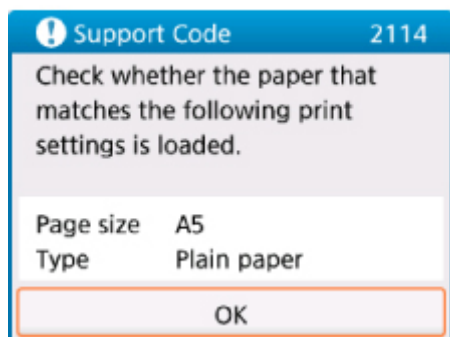 Support Code 2114
Check whether the paper that
matches the following print
settings is loaded.
Page size A5
Type Plain paper
OK